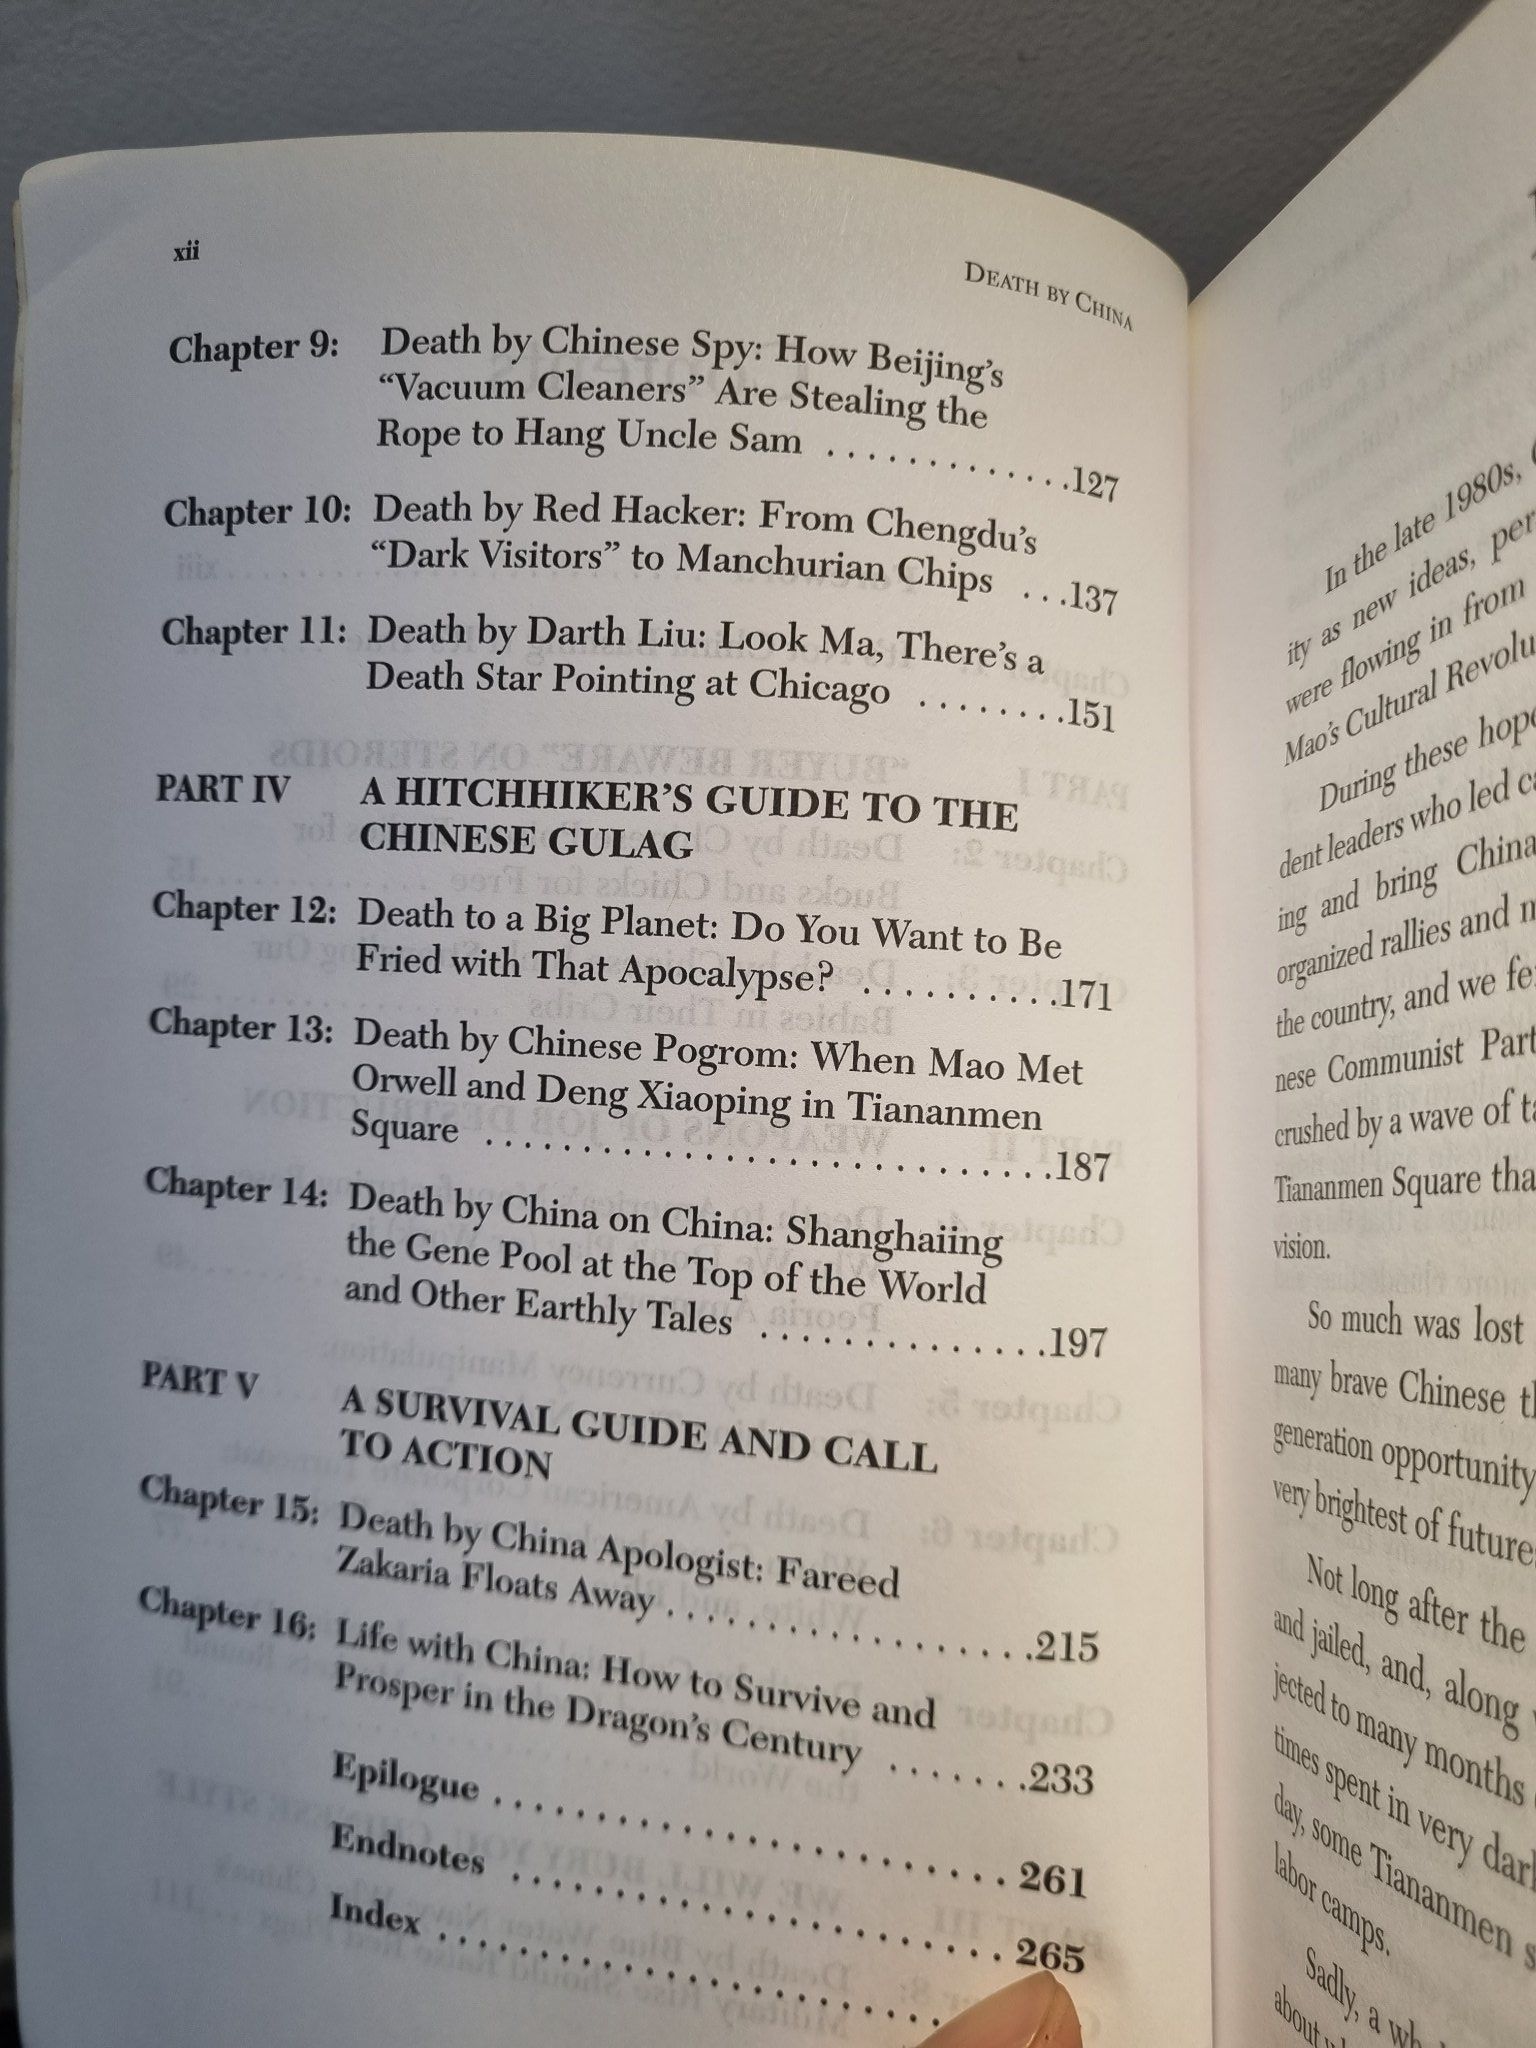 xii
DEATH BY CHINA
Chapter 9: Death by Chinese Spy: How Beijing's
“Vacuum Cleaners” Are Stealing the
Rope to Hang Uncle Sam . . . . . . . . . . . . .127
Chapter 10: Death by Red Hacker: From Chengdu's
“Dark Visitors” to Manchurian Chips . . .137
Chapter 11: Death by Darth Liu: Look Ma, There's a
Death Star Pointing at Chicago . . . . . . . .151
PART IV A HITCHHIKER'S GUIDE TO THE
CHINESE GULAG
Chapter 12: Death to a Big Planet: Do You Want to Be
Fried with That Apocalypse? . . . . . . . . . .171
Chapter 13: Death by Chinese Pogrom: When Mao Met
Orwell and Deng Xiaoping in Tiananmen
Square . . . . . . . . . . . . . . . . . . . . . . . . . . . .187
Chapter 14: Death by China on China: Shanghaiing
the Gene Pool at the Top of the World
and Other Earthly Tales . . . . . . . . . . . . . . .197
PART V A SURVIVAL GUIDE AND CALL
TO ACTION
Chapter 15: Death by China Apologist: Fareed
Zakaria Floats Away . . . . . . . . . . . . . . . . . .215
Chapter 16: Life with China: How to Survive and
Prosper in the Dragon's Century . . . . . . .233
Epilogue . . . . . . . . . . . . . . . . . . . . . . . . . . 261
Endnotes . . . . . . . . . . . . . . . . . . . . . . . . . 265
Index . . . . . . . . . . . . . . . . . . . . . . . . . .
In the late 1980s,
ity as new ideas,
were flowing in from
Mao's Cultural
During these
dent leaders who led
ing and bring China
organized rallies and
the country, and we
nese Communist
crushed by a wave of
Tiananmen Square
vision.
So much was lost
many brave Chinese
generation opportunity
very brightest of
Not long after the
and jailed, and, along
jected to many months
times spent in very
day, some Tiananmen
labor camps.
Sadly, a
about